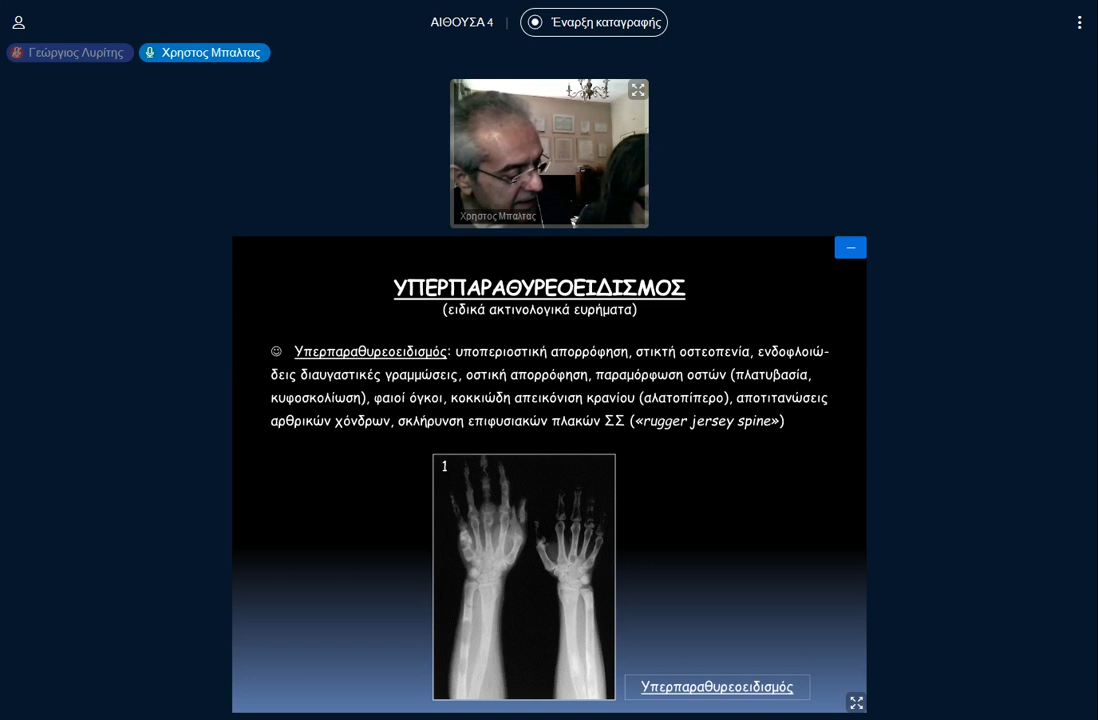 ΑΙΘΟΥΣΑ 4 | Έναρξη καταγραφής
Γεώργιος Λυρίτης Χρηστος Μπαλτας
Χρηστος Μπαλτας
ΥΠΕΡΠΑΡΑΘΥΡΕΟΕΙΔΙΣΜΟΣ
(ειδικά ακτινολογικά ευρήματα)
☺ Υπερπαραθυρεοειδισμός: υποπεριοστική απορρόφηση, στικτή οστεοπενία, ενδοφλοιώ-
δεις διαυγαστικές γραμμώσεις, οστική απορρόφηση, παραμόρφωση οστών (πλατυβασία,
κυφοσκολίωση), φαιοί όγκοι, κοκκιώδη απεικόνιση κρανίου (αλατοπίπερο), αποτιτανώσεις
αρθρικών χόνδρων, σκλήρυνση επιφυσιακών πλακών ΣΣ («rugger jersey spine»)
1
Υπερπαραθυρεοειδισμός